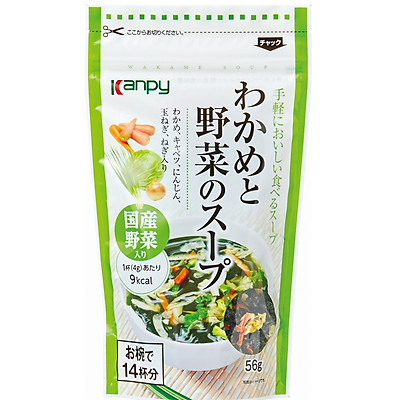 ここからお切りください。
チャック
WAKAME SOUP
Kanpy
手軽においしい食べるスープ
わかめと
野菜のスープ
わかめ、キャベツ、にんじん、
玉ねぎ、ねぎ入り
国産
野菜
入り
1杯(4g)あたり
9kcal
お椀で
14杯分
56g